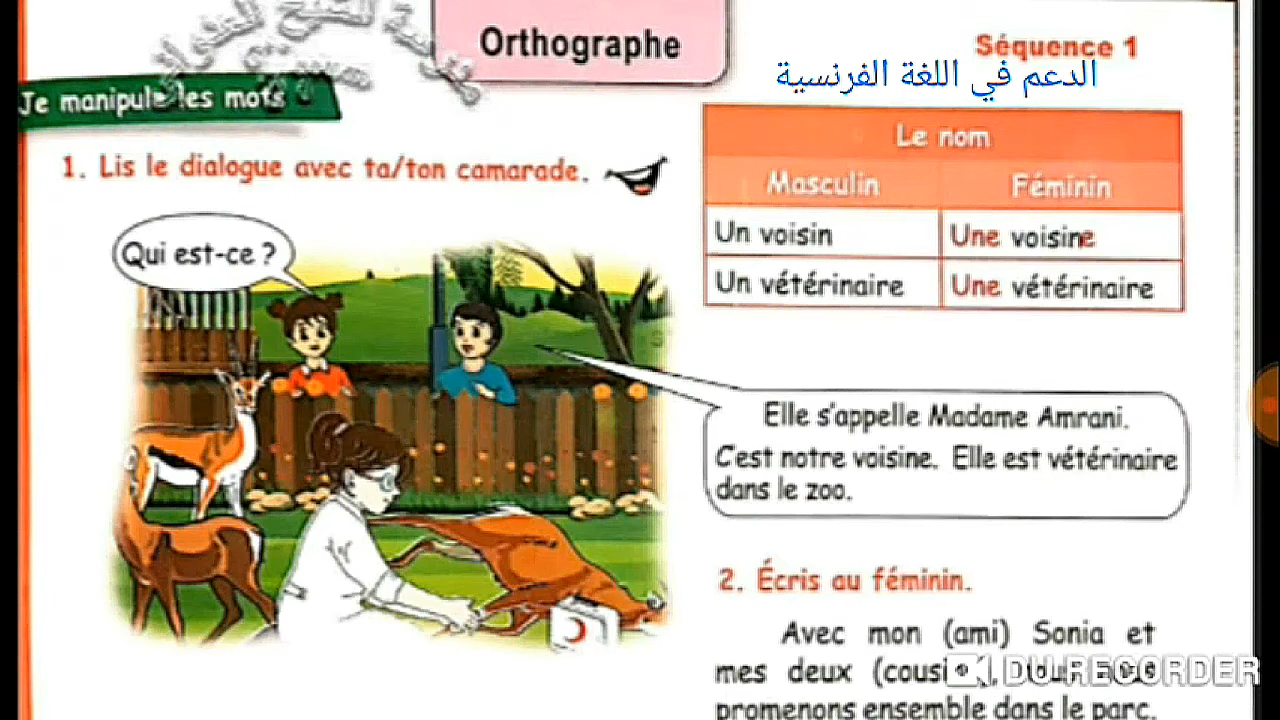 Orthographe
Séquence 1
الدعم في اللغة الفرنسية
Je manipule les mots
1. Lis le dialogue avec ta/ton camarade.
Qui est-ce ?
Le nom
Masculin Féminin
Un voisin Une voisine
Un vétérinaire Une vétérinaire
Elle s'appelle Madame Amrani.
C'est notre voisine. Elle est vétérinaire
dans le zoo.
2. Écris au féminin.
Avec mon (ami) Sonia et
mes deux
promenons ensemble dans le parc.
DU RECORDER